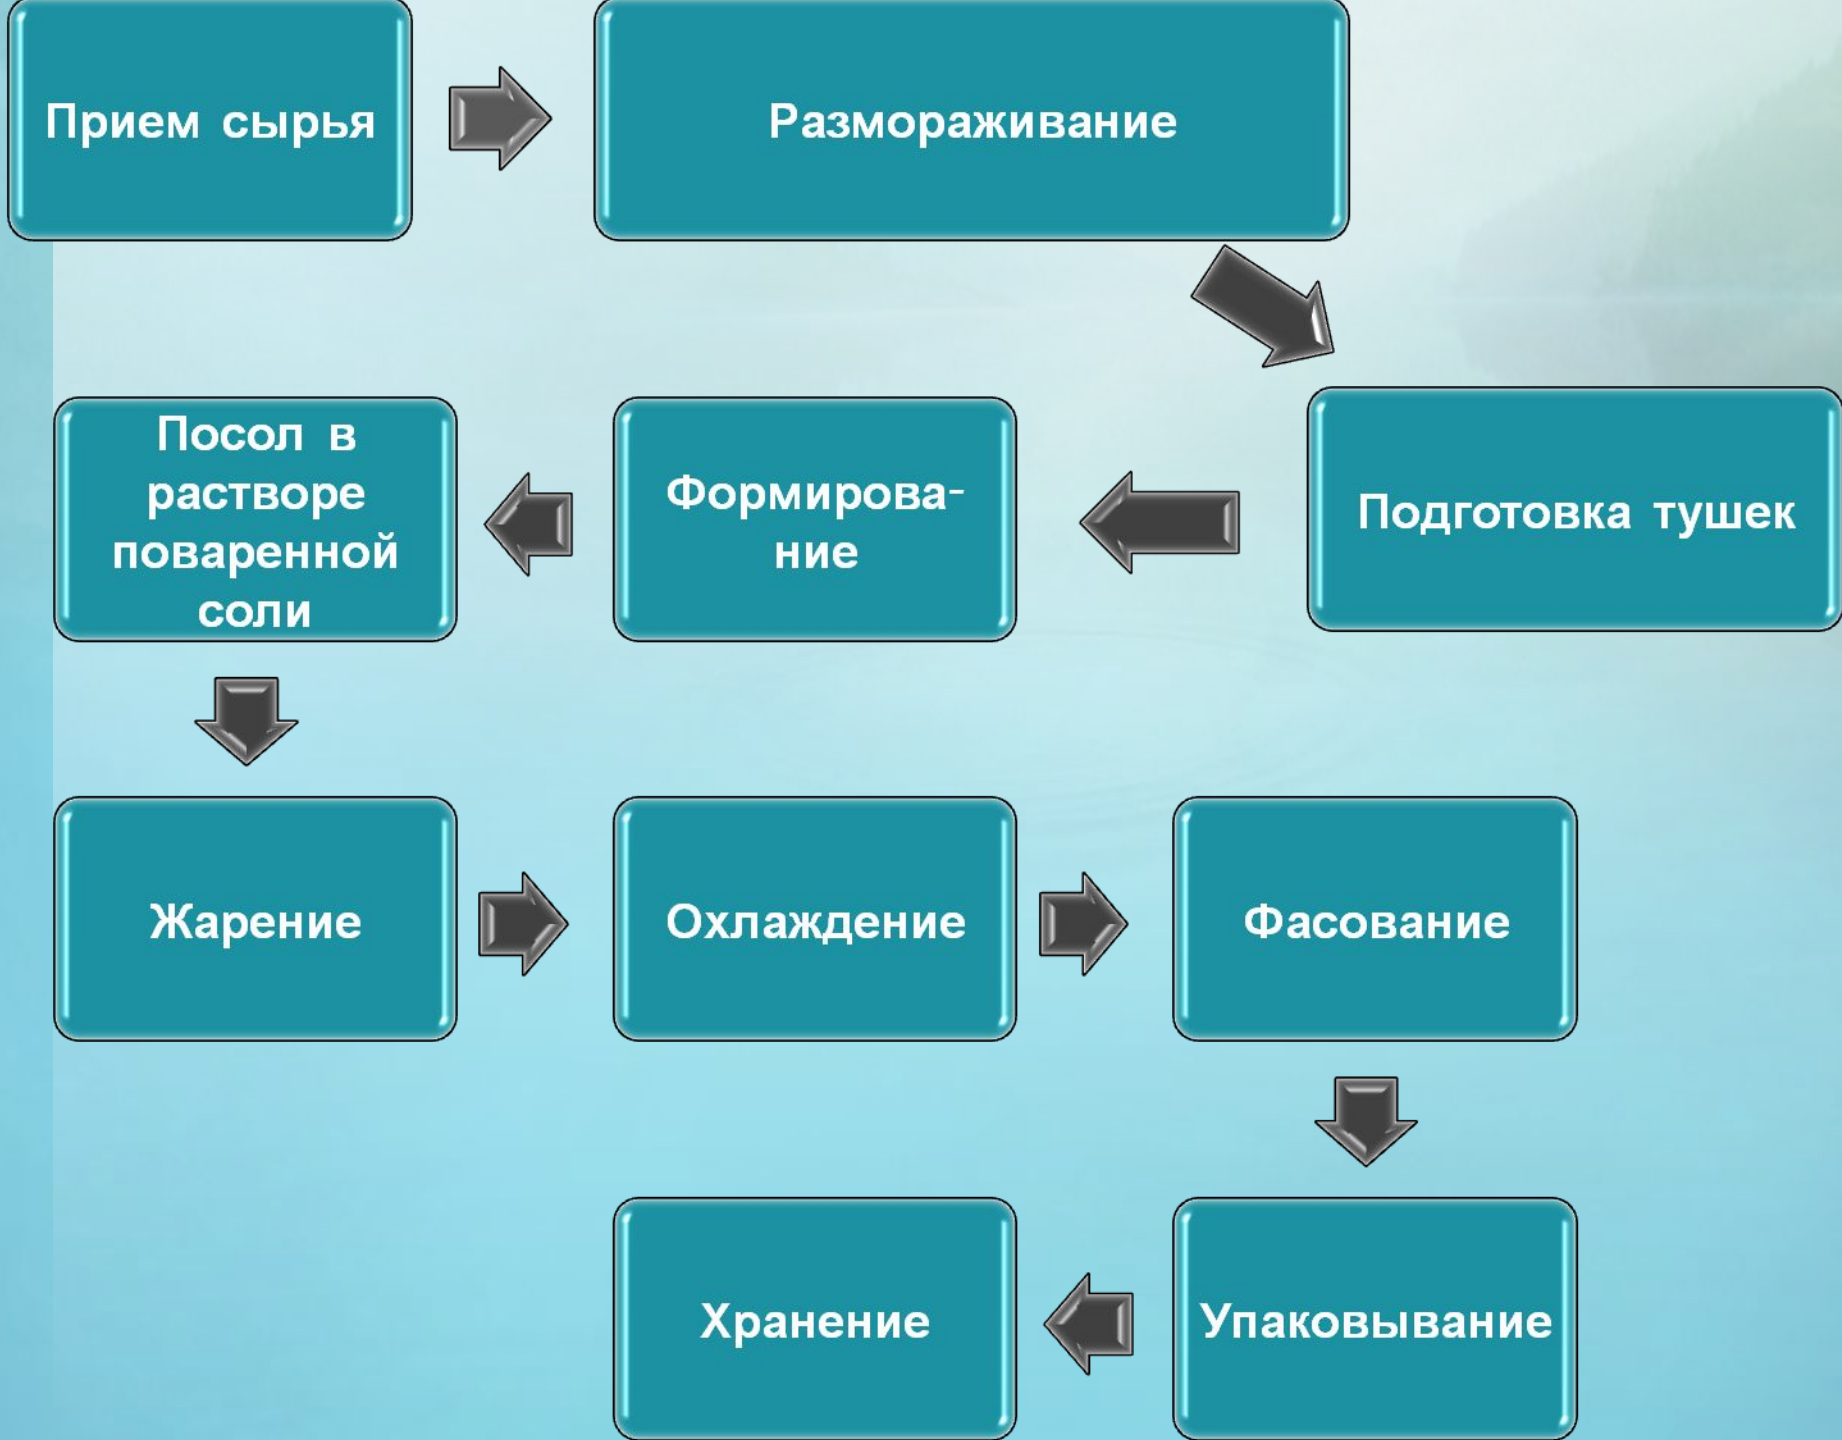 Прием сырья
Размораживание
Подготовка тушек
Формирова-
ние
Посол в
растворе
поваренной
соли
Жарение
Охлаждение
Фасование
Упаковывание
Хранение